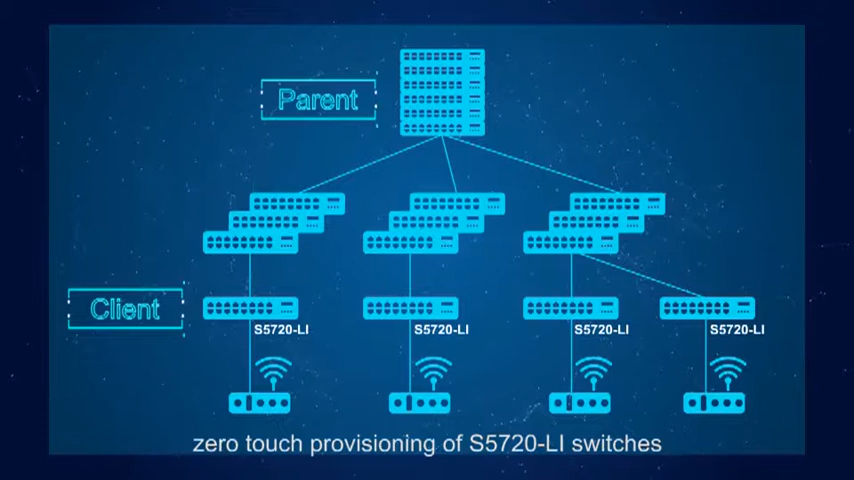 Parent
Client
S5720-LI
S5720-LI
S5720-LI
S5720-LI
zero touch provisioning of S5720-LI switches